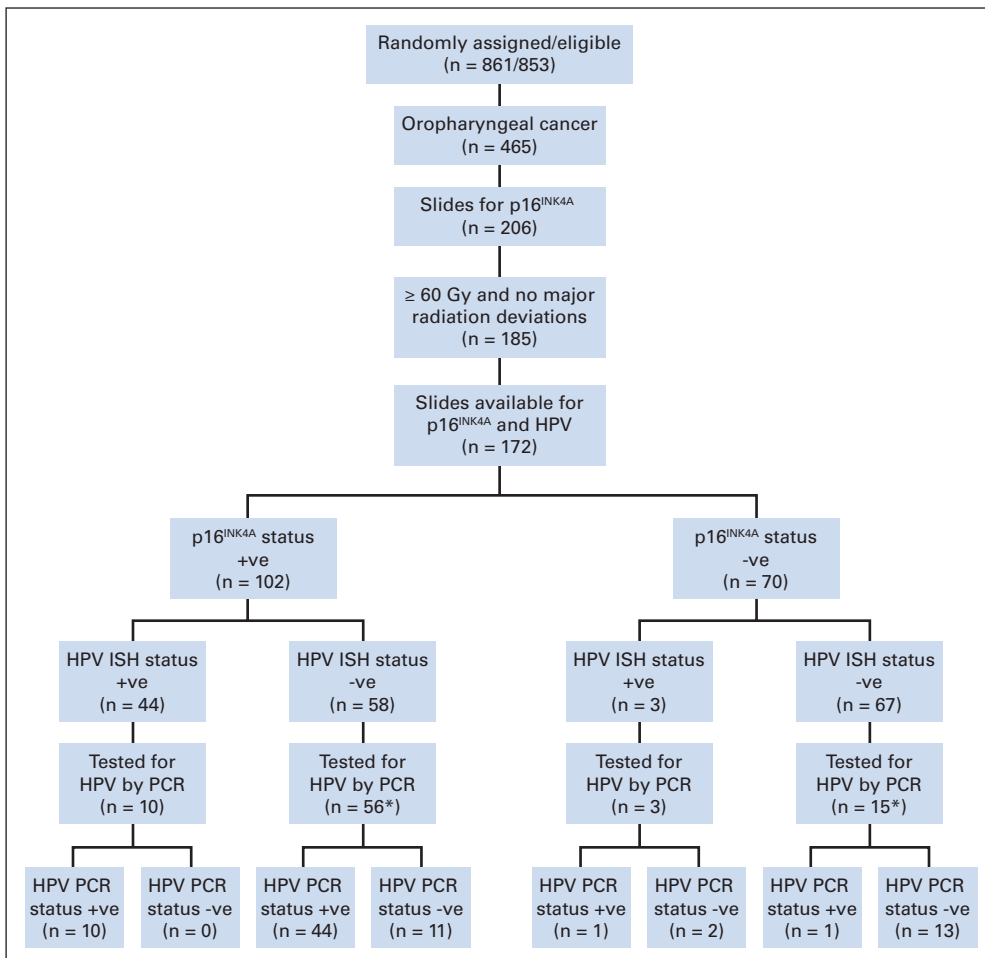 Randomly assigned/eligible
(n = 861/853)
Oropharyngeal cancer
(n = 465)
Slides for p16INK4A
(n = 206)
≥ 60 Gy and no major
radiation deviations
(n = 185)
Slides available for
p16INK4A and HPV
(n = 172)
p16INK4A status
+ve
(n = 102)
p16INK4A status
-ve
(n = 70)
HPV ISH status
+ve
(n = 44)
HPV ISH status
-ve
(n = 58)
HPV ISH status
+ve
(n = 3)
HPV ISH status
-ve
(n = 67)
Tested for
HPV by PCR
(n = 10)
Tested for
HPV by PCR
(n = 56*)
Tested for
HPV by PCR
(n = 3)
Tested for
HPV by PCR
(n = 15*)
HPV PCR
status +ve
(n = 10)
HPV PCR
status -ve
(n = 0)
HPV PCR
status +ve
(n = 44)
HPV PCR
status -ve
(n = 11)
HPV PCR
status +ve
(n = 1)
HPV PCR
status -ve
(n = 2)
HPV PCR
status +ve
(n = 1)
HPV PCR
status -ve
(n = 13)